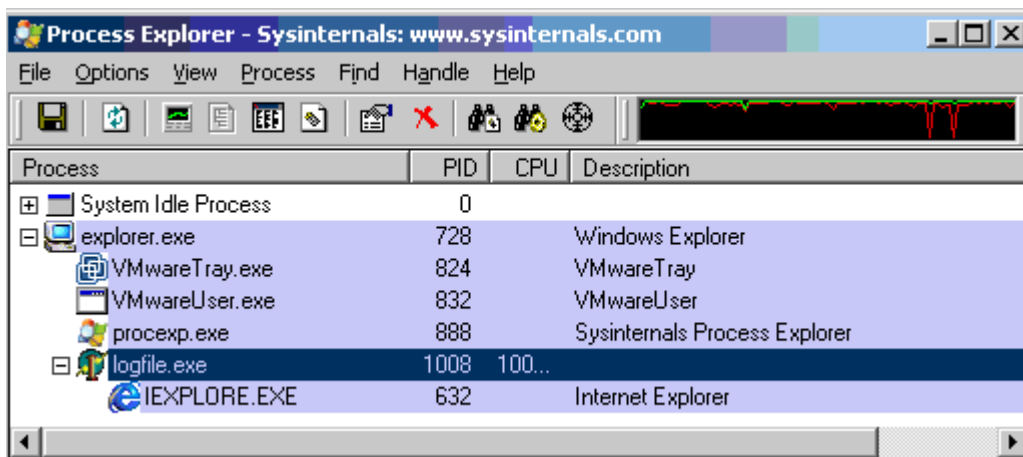 Process Explorer - Sysinternals: www.sysinternals.com
File Options View Process Find Handle Help
Process PID CPU Description
System Idle Process 0
explorer.exe 728 Windows Explorer
VMwareTray.exe 824 VMwareTray
VMwareUser.exe 832 VMwareUser
procexp.exe 888 Sysinternals Process Explorer
logfile.exe 1008 100...
IEXPLORE.EXE 632 Internet Explorer